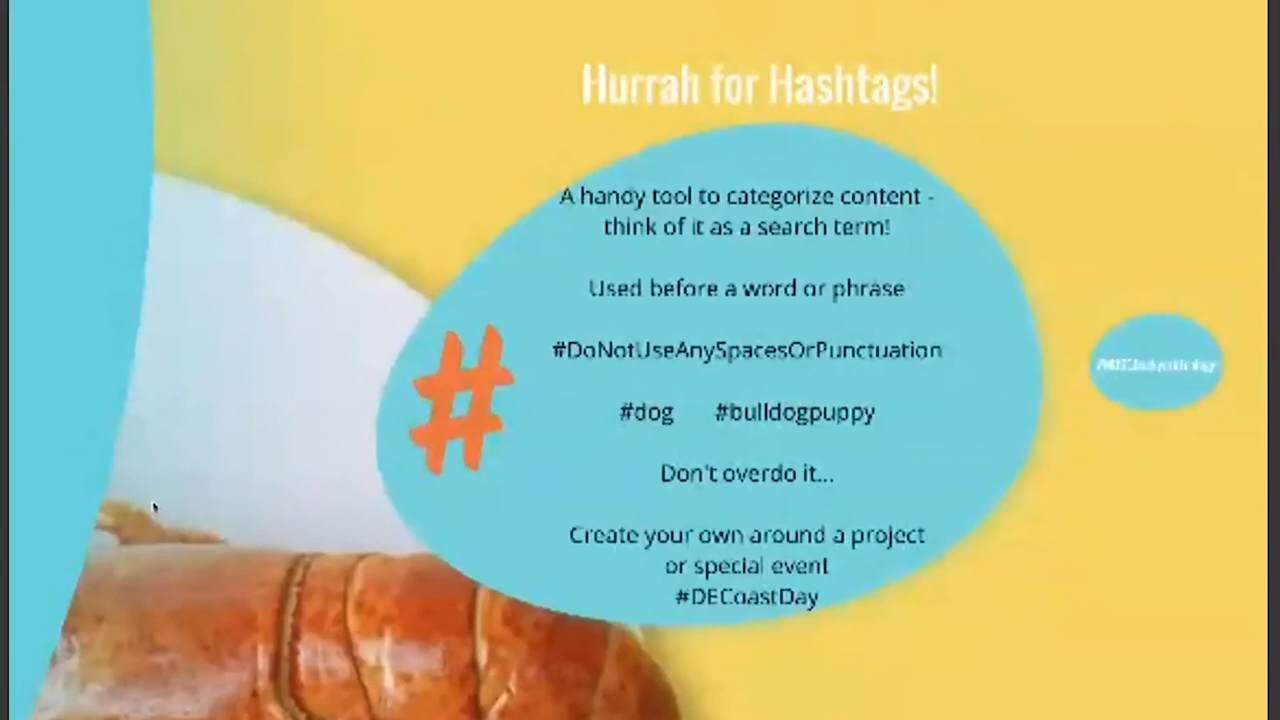 Hurrah for Hashtags!
A handy tool to categorize content -
think of it as a search term!
Used before a word or phrase
#DoNotUseAnySpacesOrPunctuation
#
#dog #bulldogpuppy
Don't overdo it...
Create your own around a project
or special event
#DECoastDay